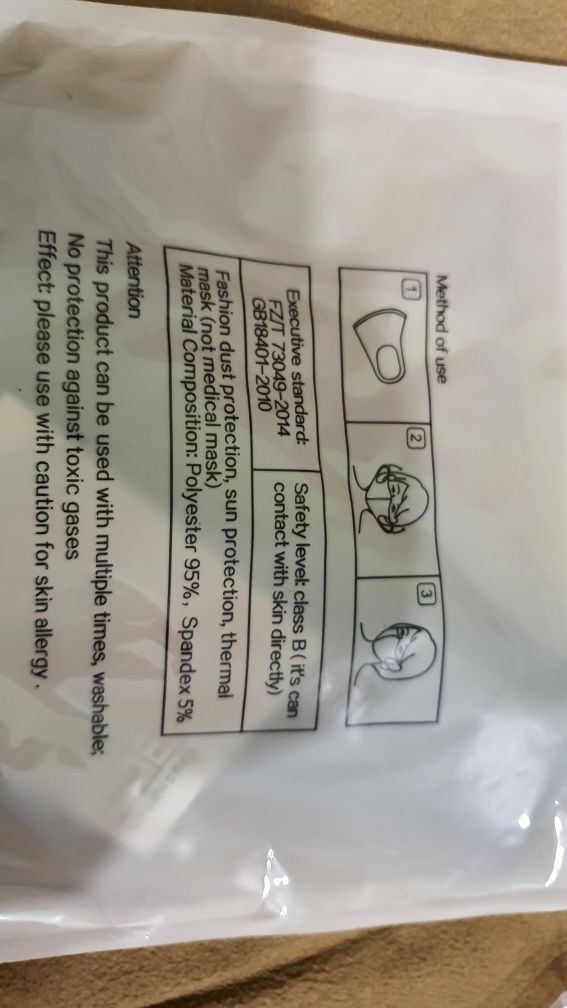 Method of use
1
2
3
Executive standard:
FZ/T 73049-2014
GB18401-2010
Safety level: class B ( it's can
contact with skin directly)
Fashion dust protection, sun protection, thermal
mask (not medical mask)
Material Composition: Polyester 95%, Spandex 5%
Attention
This product can be used with multiple times, washable;
No protection against toxic gases
Effect: please use with caution for skin allergy .